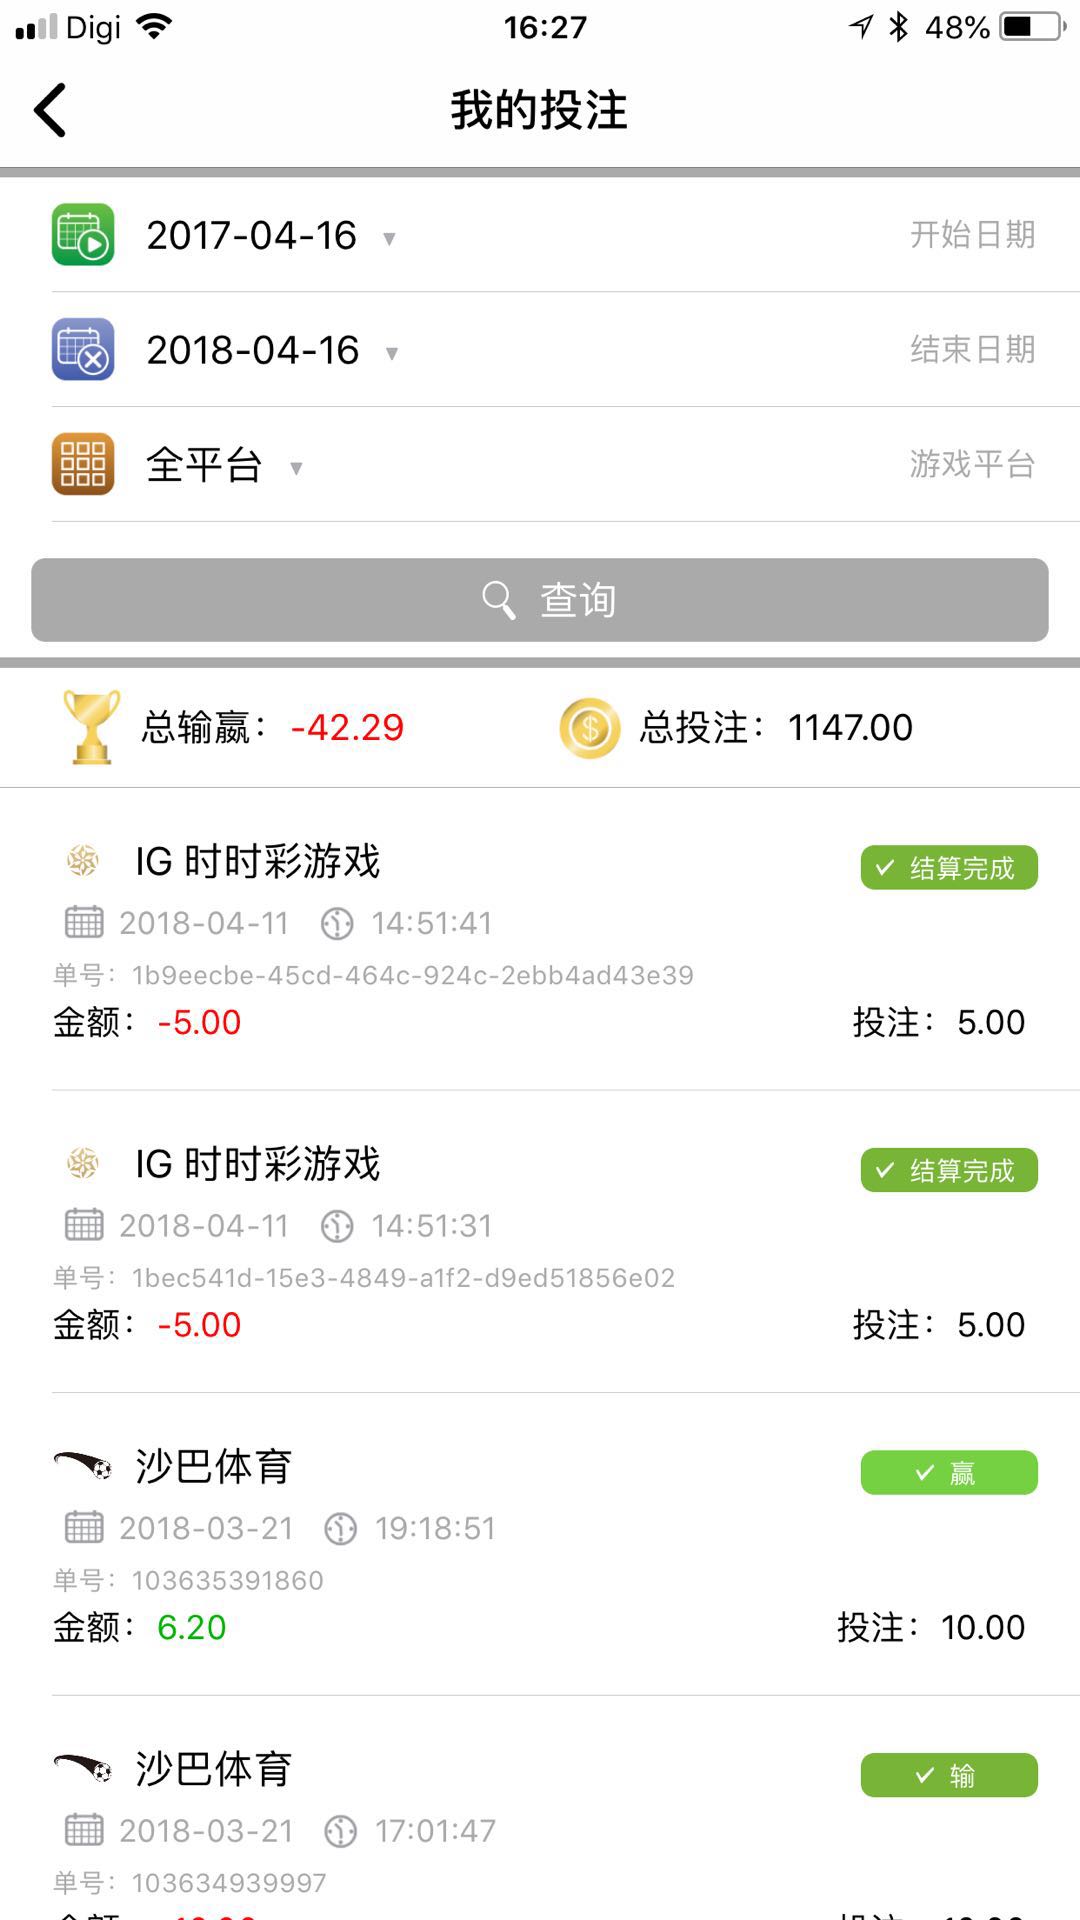 Digi 16:27 48%
我的投注
2017-04-16 ▼ 开始日期
2018-04-16 ▼ 结束日期
全平台 ▼ 游戏平台
查询
总输嬴： -42.29 总投注： 1147.00
IG 时时彩游戏 ✓ 结算完成
2018-04-11 14:51:41
单号： 1b9eecbe-45cd-464c-924c-2ebb4ad43e39
金额： -5.00 投注： 5.00
IG 时时彩游戏 ✓ 结算完成
2018-04-11 14:51:31
单号： 1bec541d-15e3-4849-a1f2-d9ed51856e02
金额： -5.00 投注： 5.00
沙巴体育 ✓ 赢
2018-03-21 19:18:51
单号： 103635391860
金额： 6.20 投注： 10.00
沙巴体育 ✓ 输
2018-03-21 17:01:47
单号： 103634939997